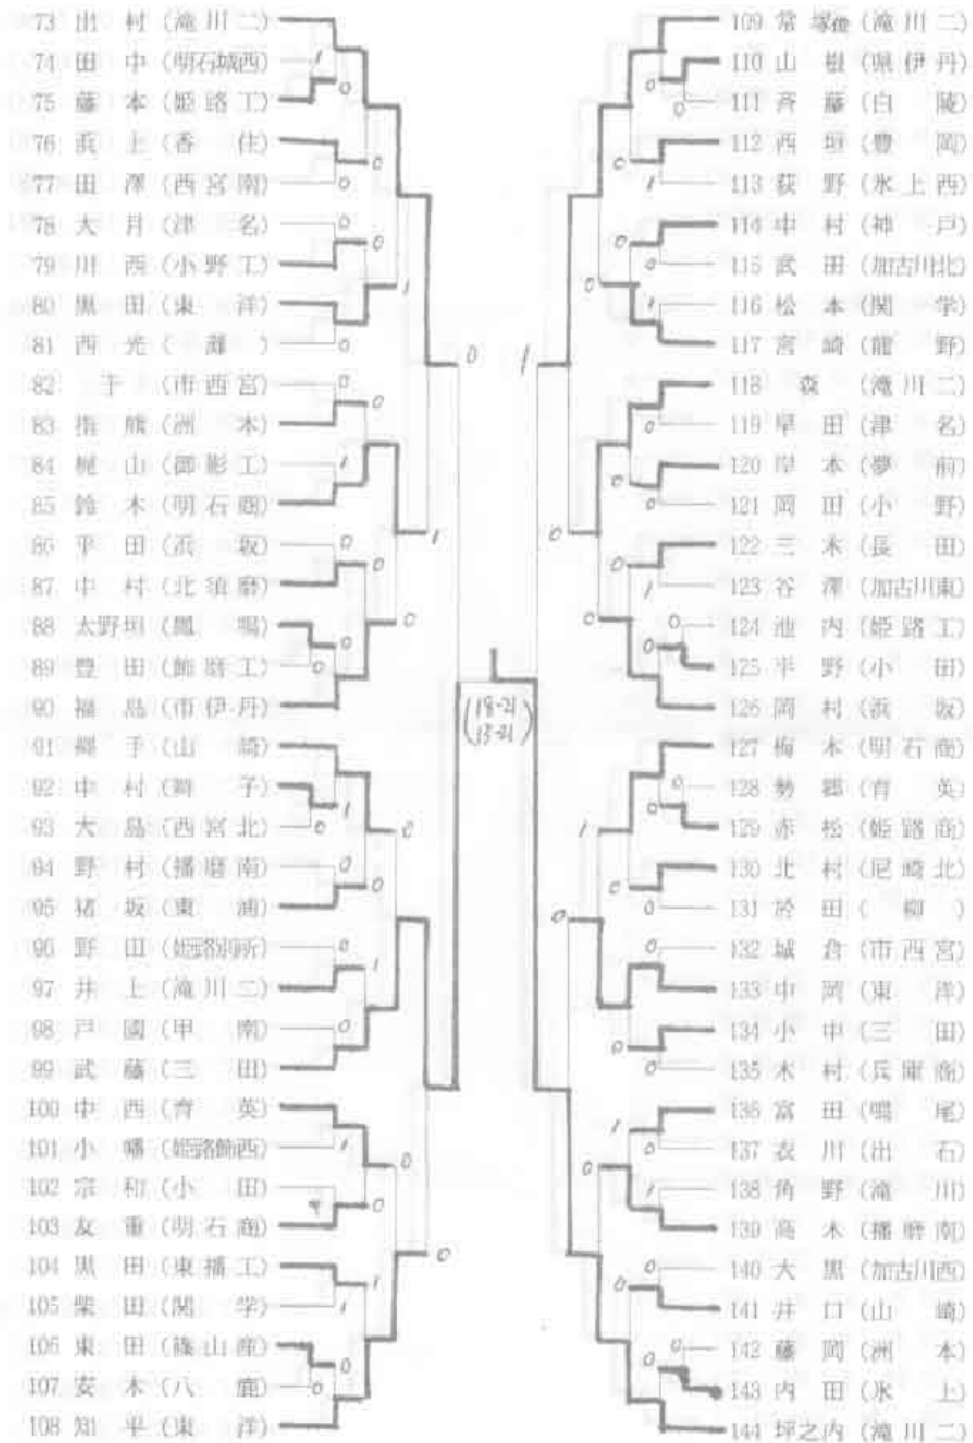 73 出 村 (滝川二)
74 田 中 (明石城西)
75 藤 本 (姫路工)
76 浜 上 (香 住)
77 田 澤 (西宮南)
78 大 月 (津 名)
79 川 西 (小野工)
80 黒 田 (東 洋)
81 西 光 ( 灘 )
82 (市西宮)
83 指 熊 (洲 本)
84 梶 山 (御影工)
85 鈴 木 (明石商)
86 平 田 (浜 坂)
87 中 村 (北須磨)
88 太野垣 (鳳 鳴)
89 豊 田 (飾磨工)
90 福 島 (市伊丹)
91 縄 手 (山 崎)
92 中 村 (舞 子)
93 大 島 (西宮北)
94 野 村 (播磨南)
95 猪 坂 (東 浦)
96 野 田 (姫路別所)
97 井 上 (滝川二)
98 戸 國 (甲 南)
99 武 藤 (三 田)
100 中 西 (育 英)
101 小 幡 (姫路飾西)
102 宗 和 (小 田)
103 友 重 (明石商)
104 黒 田 (東播工)
105 柴 田 (関 学)
106 東 田 (篠山産)
107 安 木 (八 鹿)
108 知 平 (東 洋)
109 常 (滝川二)
110 山 根 (県伊丹)
111 斉 藤 (白 陵)
112 西 垣 (豊 岡)
113 荻 野 (氷上西)
114 中 村 (神 戸)
115 武 田 (加古川北)
116 松 本 (関 学)
117 宮 崎 (龍 野)
118 森 (滝川二)
119 早 田 (津 名)
120 岸 本 (夢 前)
121 岡 田 (小 野)
122 三 木 (長 田)
123 谷 澤 (加古川東)
124 池 内 (姫路工)
125 平 野 (小 田)
126 岡 村 (浜 坂)
127 梅 本 (明石商)
128 勢 郷 (育 英)
129 赤 松 (姫路商)
130 北 村 (尼崎北)
131 於 田 ( 柳 )
132 城 倉 (市西宮)
133 中 岡 (東 洋)
134 小 中 (三 田)
135 木 村 (兵庫商)
136 富 田 (鳴 尾)
137 衣 川 (出 石)
138 角 野 (滝 川)
139 高 木 (播磨南)
140 大 黒 (加古川西)
141 井 口 (山 崎)
142 藤 岡 (洲 本)
143 内 田 (氷 上)
144 坪之内 (滝川二)